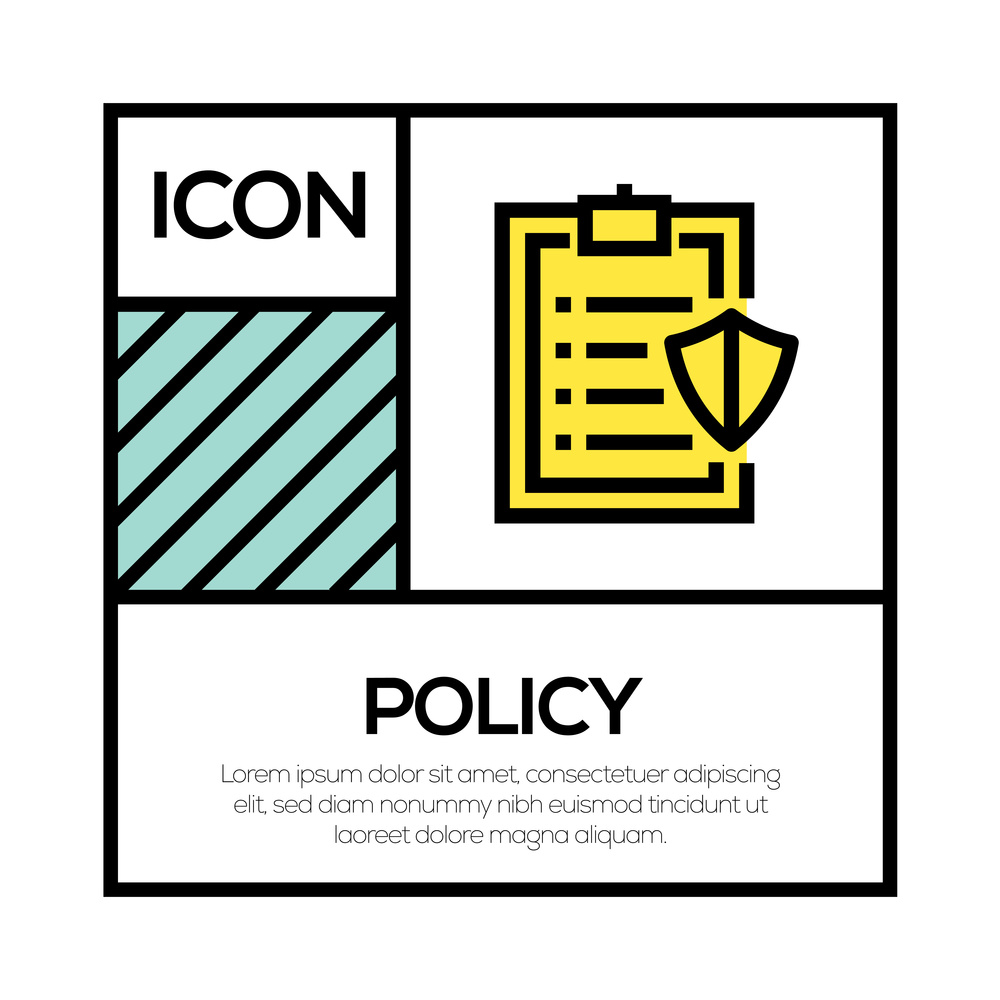 ICON
POLICY
Lorem ipsum dolor sit amet, consectetuer adipiscing
elit, sed diam nonummy nibh euismod tincidunt ut
laoreet dolore magna aliquam.